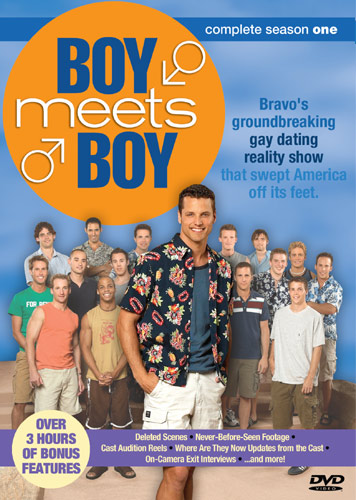 complete season one
BOY
meets
BOY
Bravo's
groundbreaking
gay dating
reality show
that swept America
off its feet.
FOR
OVER
3 HOURS
OF BONUS
FEATURES
Deleted Scenes • Never-Before-Seen Footage •
Cast Audition Reels • Where Are They Now Updates from the Cast •
On-Camera Exit Interviews • ...and more!
DVD
VIDEO